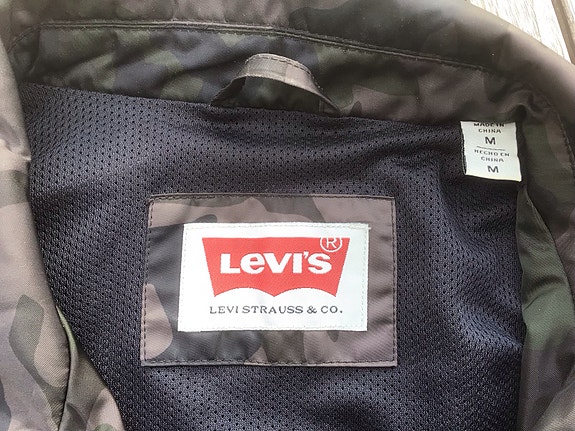 LEVI'S
®
LEVI STRAUSS & CO.
MADE IN
CHINA
M
HECHO EN
CHINA
M